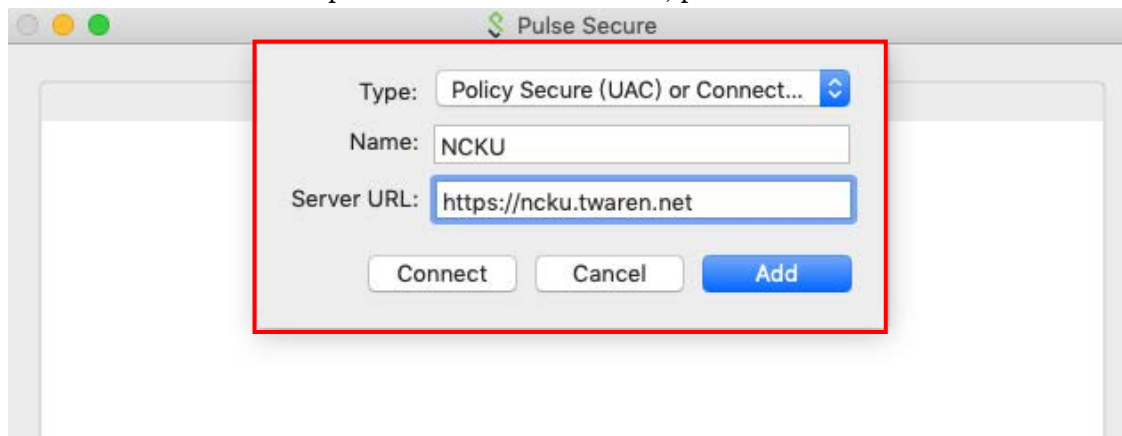 Pulse Secure
Type: Policy Secure (UAC) or Connect...
Name: NCKU
Server URL: https://ncku.twaren.net
Connect Cancel Add